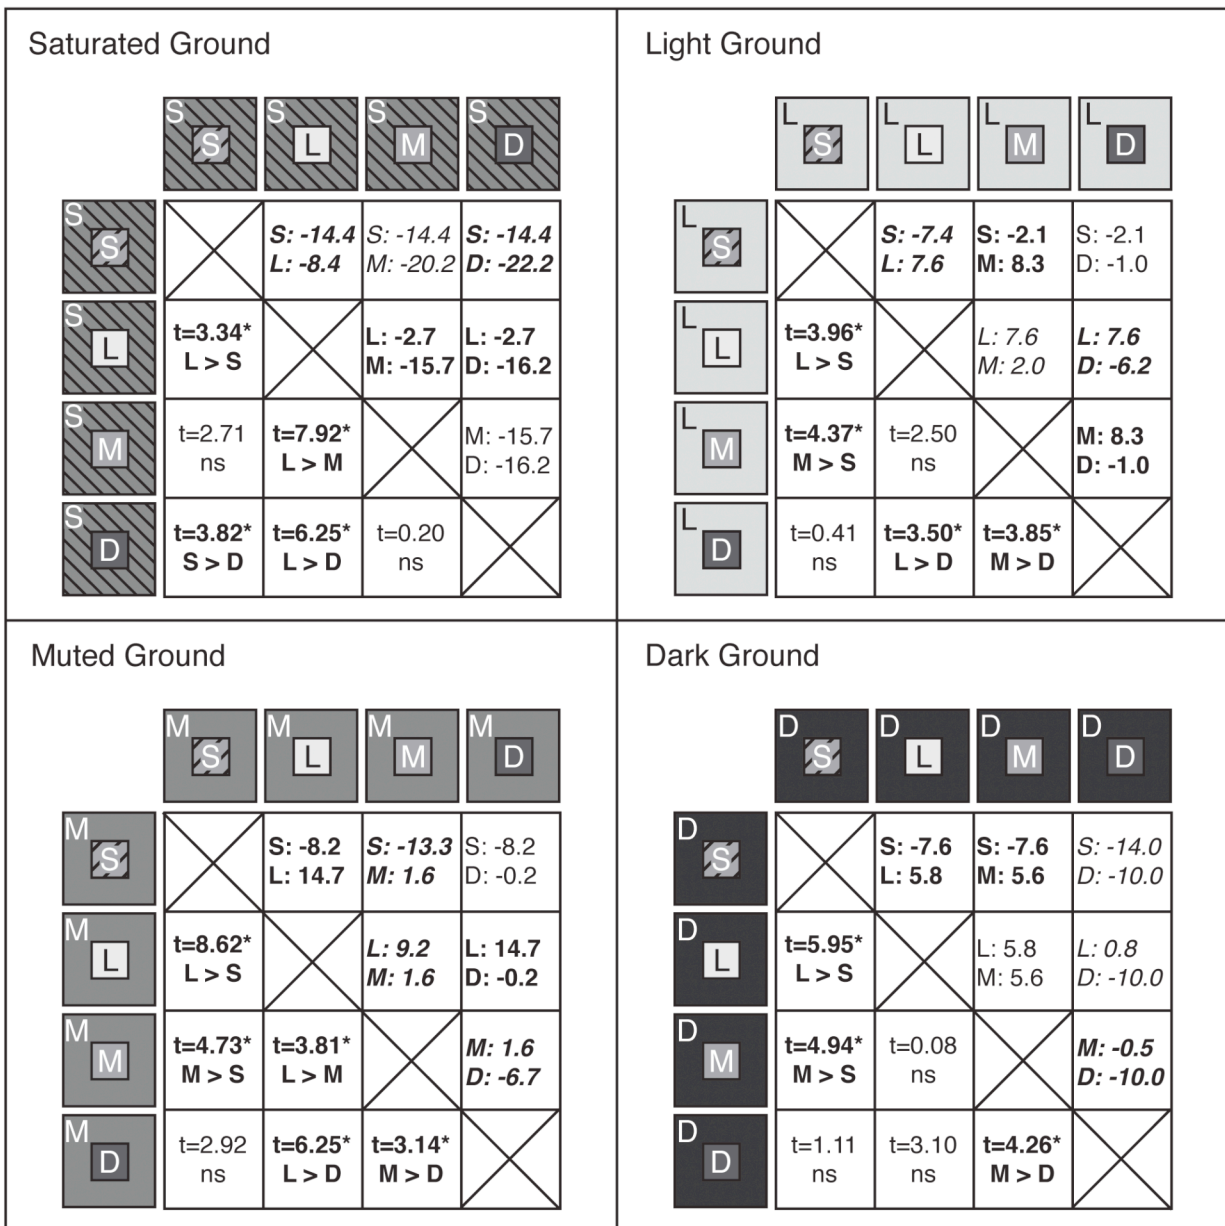 Saturated Ground
S S S S
S L M D
S
S
S: -14.4 S: -14.4 S: -14.4
L: -8.4 M: -20.2 D: -22.2
S
L
t=3.34* L: -2.7 L: -2.7
L > S M: -15.7 D: -16.2
S
M
t=2.71 t=7.92* M: -15.7
ns L > M D: -16.2
S
D
t=3.82* t=6.25* t=0.20
S > D L > D ns
Light Ground
L L L L
S L M D
L
S
S: -7.4 S: -2.1 S: -2.1
L: 7.6 M: 8.3 D: -1.0
L
L
t=3.96* L: 7.6 L: 7.6
L > S M: 2.0 D: -6.2
L
M
t=4.37* t=2.50 M: 8.3
M > S ns D: -1.0
L
D
t=0.41 t=3.50* t=3.85*
ns L > D M > D
Muted Ground
M M M M
S L M D
M
S
S: -8.2 S: -13.3 S: -8.2
L: 14.7 M: 1.6 D: -0.2
M
L
t=8.62* L: 9.2 L: 14.7
L > S M: 1.6 D: -0.2
M
M
t=4.73* t=3.81* M: 1.6
M > S L > M D: -6.7
M
D
t=2.92 t=6.25* t=3.14*
ns L > D M > D
Dark Ground
D D D D
S L M D
D
S
S: -7.6 S: -7.6 S: -14.0
L: 5.8 M: 5.6 D: -10.0
D
L
t=5.95* L: 5.8 L: 0.8
L > S M: 5.6 D: -10.0
D
M
t=4.94* t=0.08 M: -0.5
M > S ns D: -10.0
D
D
t=1.11 t=3.10 t=4.26*
ns ns M > D